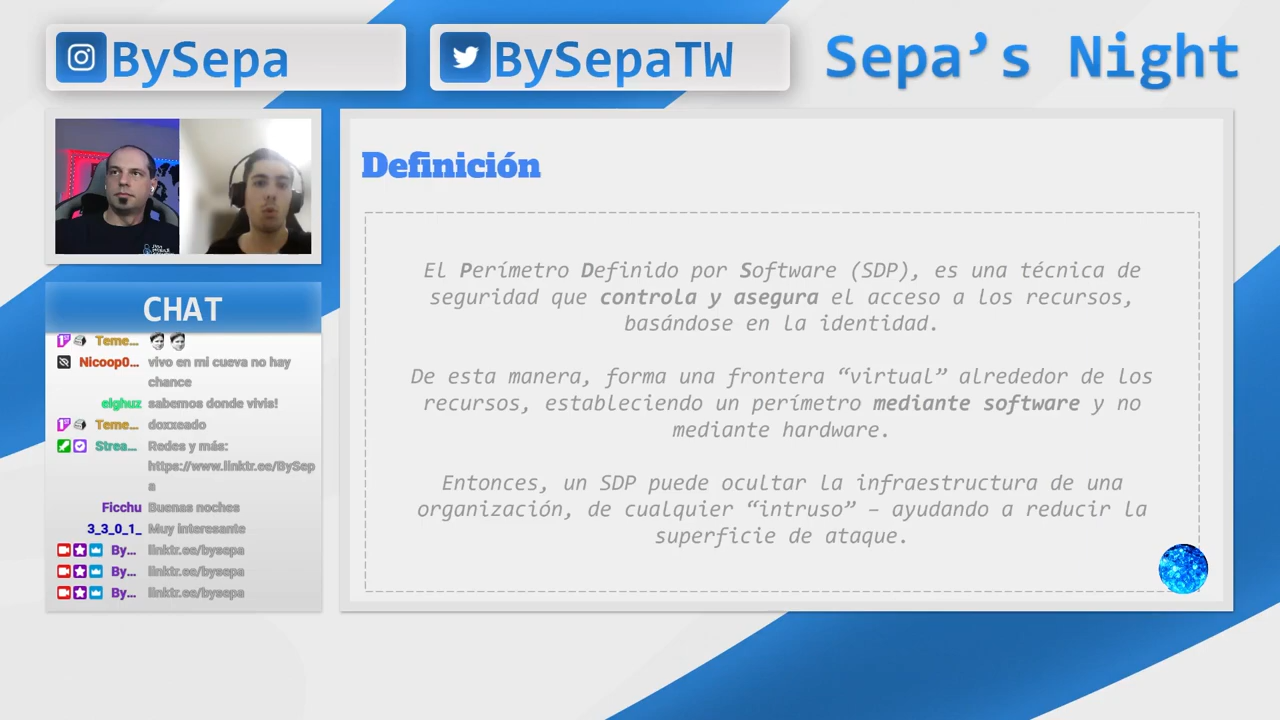 BySepa
BySepaTW
Sepa’s Night
Definición
El Perímetro Definido por Software (SDP), es una técnica de
seguridad que controla y asegura el acceso a los recursos,
basándose en la identidad.
De esta manera, forma una frontera “virtual” alrededor de los
recursos, estableciendo un perímetro mediante software y no
mediante hardware.
Entonces, un SDP puede ocultar la infraestructura de una
organización, de cualquier “intruso” – ayudando a reducir la
superficie de ataque.
CHAT
Teme…
Nicoop0… vivo en mi cueva no hay
chance
elghuz sabemos donde vivis!
Teme… doxxeado
Strea… Redes y más:
https://www.linktr.ee/BySep
a
Ficchu Buenas noches
3_3_0_1_ Muy interesante
By… linktr.ee/bysepa
By… linktr.ee/bysepa
By… linktr.ee/bysepa